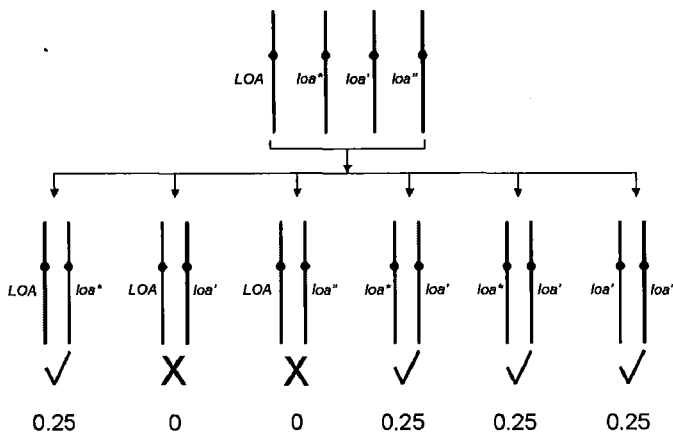 LOA loa* loa' loa''
LOA loa* LOA loa' LOA loa'' loa* loa' loa* loa' loa' loa'
✓ X X ✓ ✓ ✓
0.25 0 0 0.25 0.25 0.25